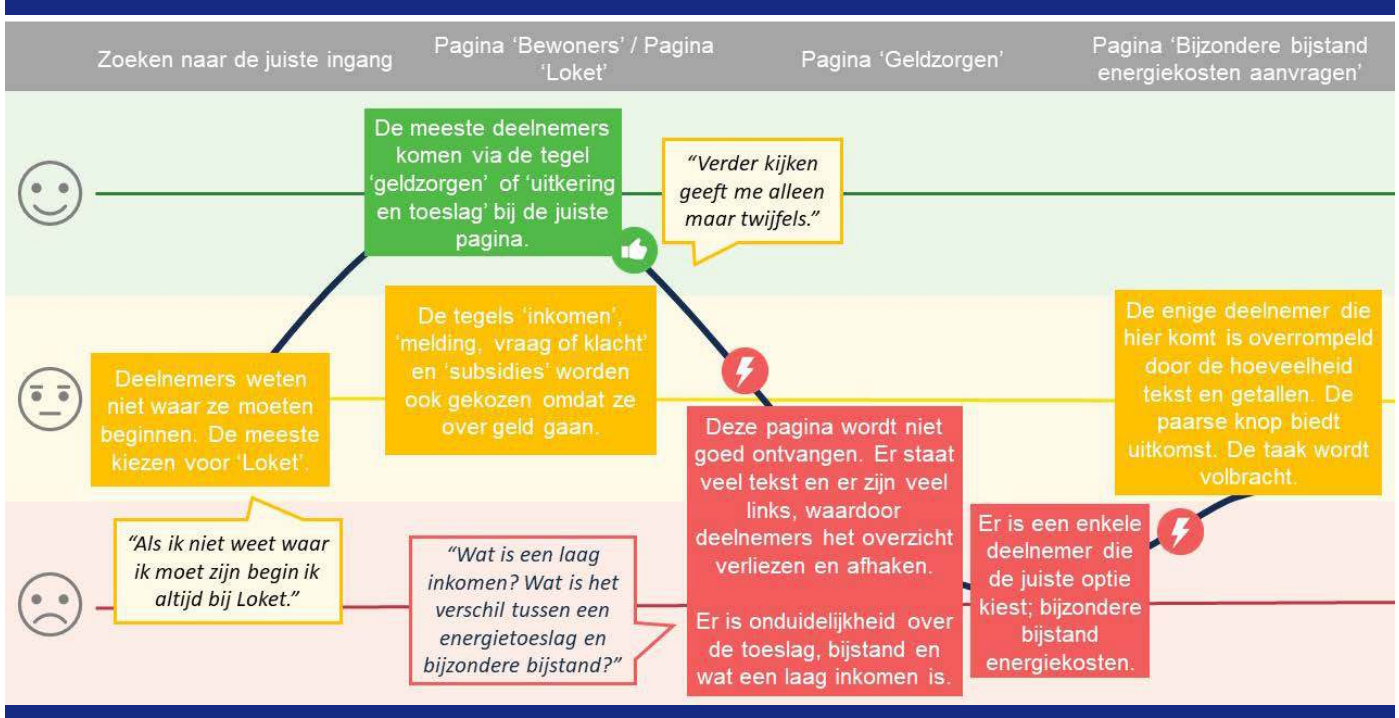 Zoeken naar de juiste ingang
Pagina ‘Bewoners’ / Pagina
‘Loket’
Pagina ‘Geldzorgen’
Pagina ‘Bijzondere bijstand
energiekosten aanvragen’
De meeste deelnemers
komen via de tegel
‘geldzorgen’ of ‘uitkering
en toeslag’ bij de juiste
pagina.
“Verder kijken
geeft me alleen
maar twijfels.”
De tegels ‘inkomen’,
‘melding, vraag of klacht’
en ‘subsidies’ worden
ook gekozen omdat ze
over geld gaan.
Deelnemers weten
niet waar ze moeten
beginnen. De meeste
kiezen voor ‘Loket’.
“Als ik niet weet waar
ik moet zijn begin ik
altijd bij Loket.”
“Wat is een laag
inkomen? Wat is het
verschil tussen een
energietoeslag en
bijzondere bijstand?”
Deze pagina wordt niet
goed ontvangen. Er staat
veel tekst en er zijn veel
links, waardoor
deelnemers het overzicht
verliezen en afhaken.
Er is onduidelijkheid over
de toeslag, bijstand en
wat een laag inkomen is.
Er is een enkele
deelnemer die
de juiste optie
kiest; bijzondere
bijstand
energiekosten.
De enige deelnemer die
hier komt is overrompeld
door de hoeveelheid
tekst en getallen. De
paarse knop biedt
uitkomst. De taak wordt
volbracht.